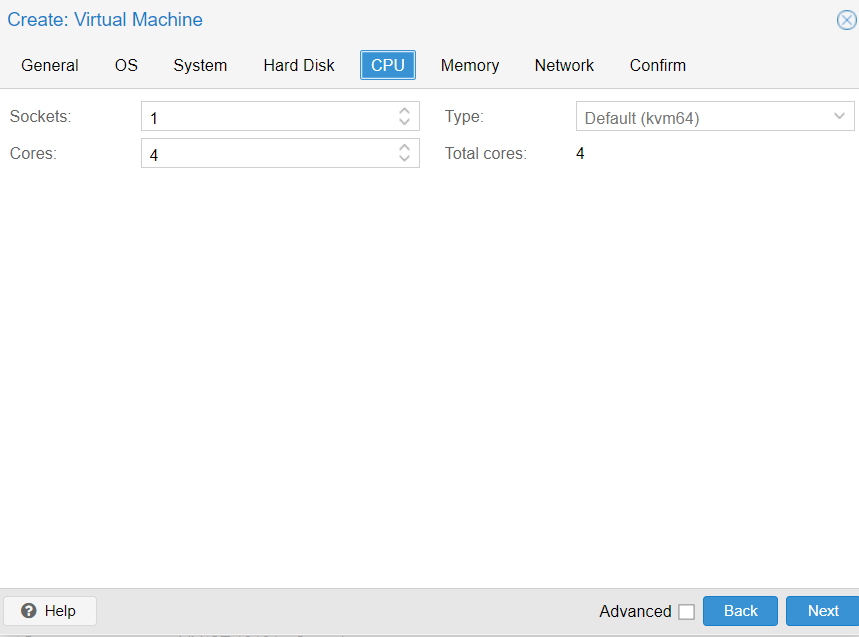 Create: Virtual Machine
General OS System Hard Disk CPU Memory Network Confirm
Sockets: 1 Type: Default (kvm64)
Cores: 4 Total cores: 4
Help Advanced Back Next